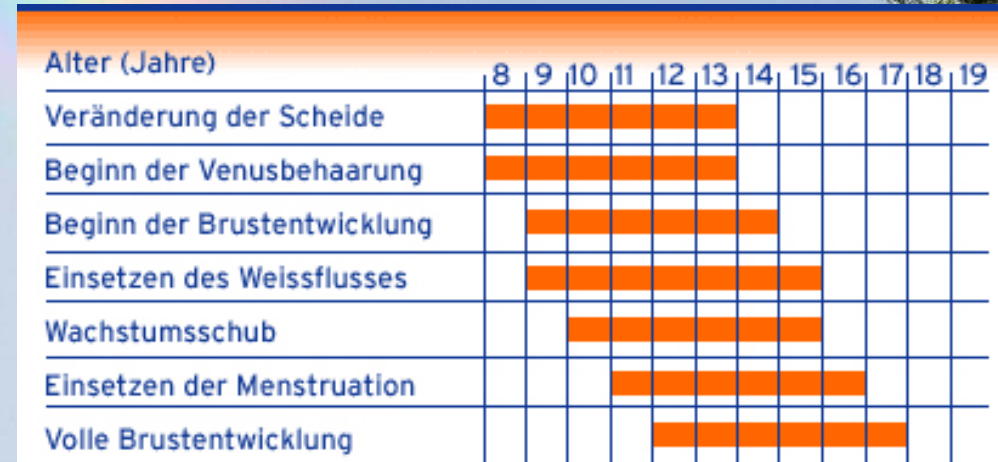 Alter (Jahre) 8 9 10 11 12 13 14 15 16 17 18 19
Veränderung der Scheide
Beginn der Venusbehaarung
Beginn der Brustentwicklung
Einsetzen des Weissflusses
Wachstumsschub
Einsetzen der Menstruation
Volle Brustentwicklung